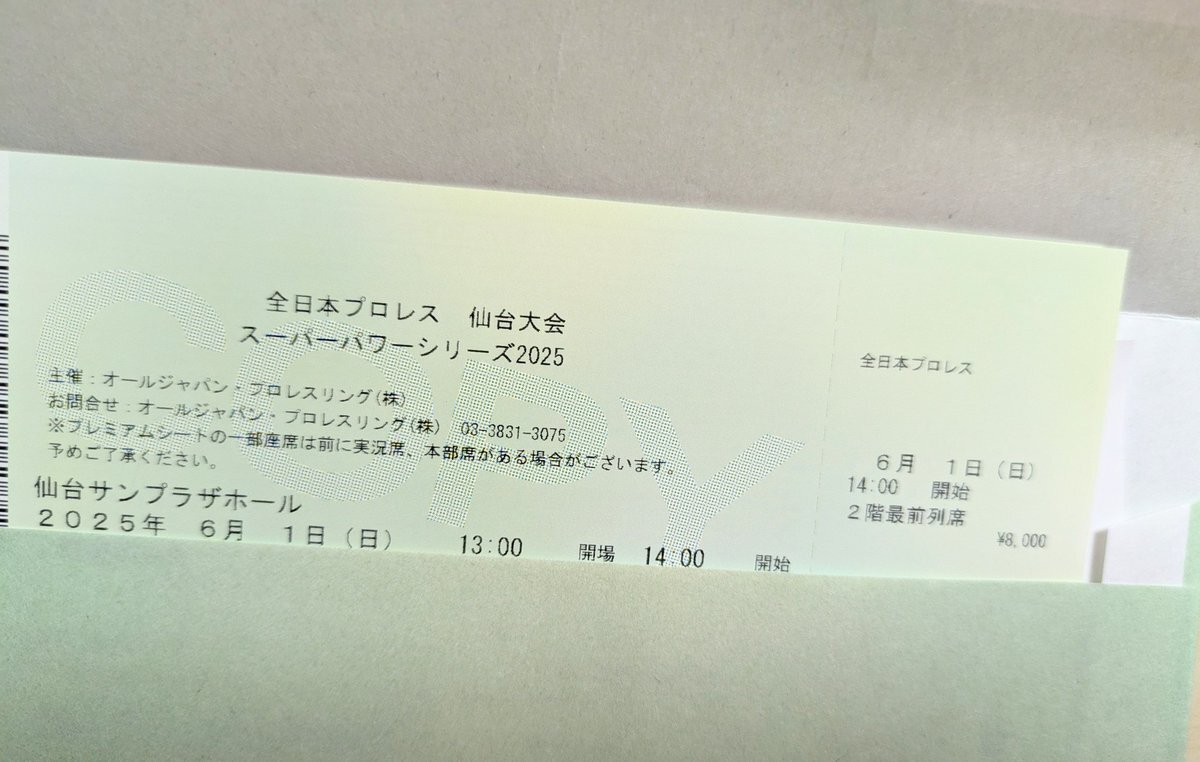 全日本プロレス 仙台大会
スーパーパワーシリーズ2025
主催：オールジャパン・プロレスリング(株)
お問合せ：オールジャパン・プロレスリング(株) 03-3831-3075
※プレミアムシートの一部座席は前に実況席、本部席がある場合がございます。
予めご了承ください。
仙台サンプラザホール
２０２５年 ６月 １日（日） 13:00 開場 14:00 開始
COPY
全日本プロレス
６月 １日（日）
14:00 開始
２階最前列席
¥8,000